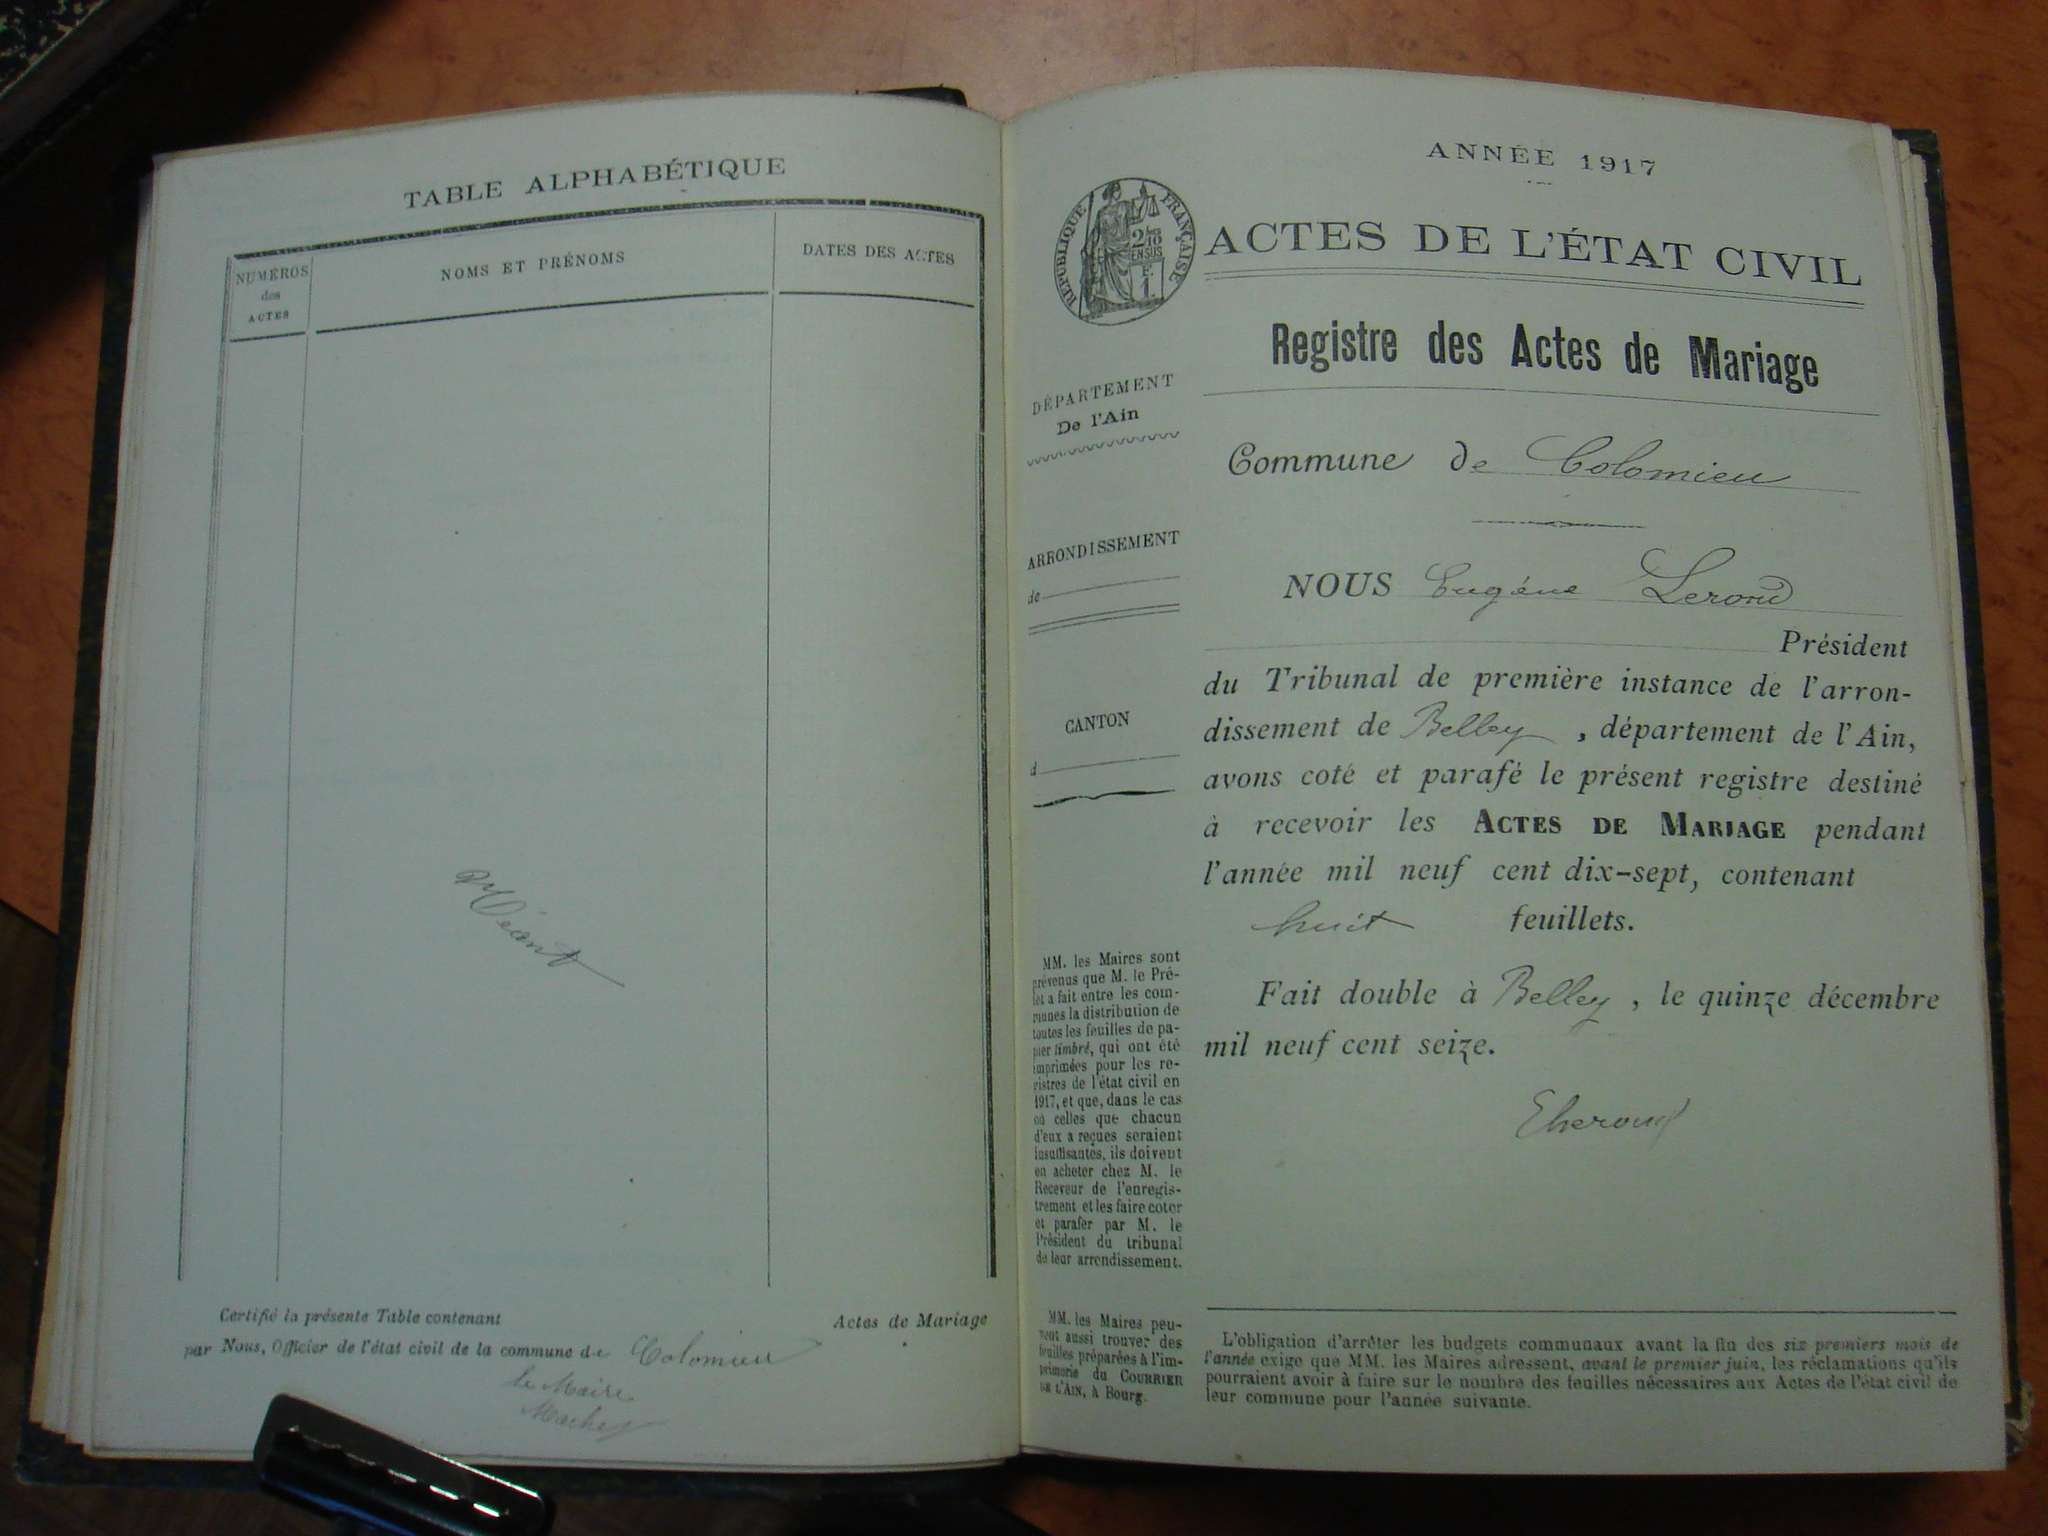 TABLE ALPHABÉTIQUE
NUMÉROS
des
ACTES
NOMS ET PRÉNOMS
DATES DES ACTES
Néant
Certifié la présente Table contenant Actes de Mariage
par Nous, Officier de l'état civil de la commune de Colomieu
le Maire
ANNÉE 1917
RÉPUBLIQUE FRANÇAISE
2/10
EN SUS
ACTES DE L'ÉTAT CIVIL
Registre des Actes de Mariage
DÉPARTEMENT
De l'Ain
ARRONDISSEMENT
de
CANTON
d
MM. les Maires sont
prévenus que M. le Pré-
fet a fait entre les com-
munes la distribution de
toutes les feuilles de pa-
pier timbré, qui ont été
imprimées pour les re-
gistres de l'état civil en
1917, et que, dans le cas
où celles que chacun
d'eux a reçues seraient
insuffisantes, ils doivent
en acheter chez M. le
Receveur de l'enregis-
trement et les faire coter
et parafer par M. le
Président du tribunal
de leur arrondissement.
MM. les Maires peu-
vent aussi trouver des
feuilles préparées à l'im-
primerie du COURRIER
DE L'AIN, à Bourg.
Commune de Colomieu
NOUS Eugène Leroud
Président
du Tribunal de première instance de l'arron-
dissement de Belley, département de l'Ain,
avons coté et parafé le présent registre destiné
à recevoir les ACTES DE MARIAGE pendant
l'année mil neuf cent dix-sept, contenant
huit feuillets.
Fait double à Belley, le quinze décembre
mil neuf cent seize.
L'obligation d'arrêter les budgets communaux avant la fin des six premiers mois de
l'année exige que MM. les Maires adressent, avant le premier juin, les réclamations qu'ils
pourraient avoir à faire sur le nombre des feuilles nécessaires aux Actes de l'état civil de
leur commune pour l'année suivante.